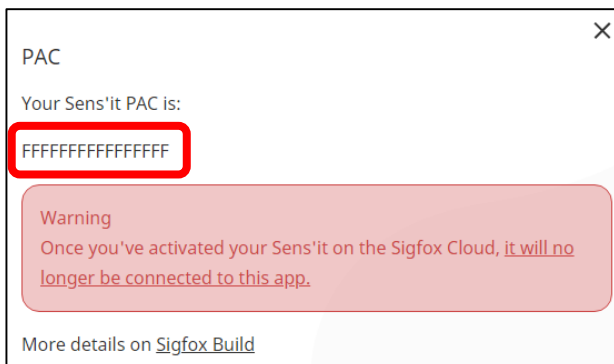 PAC
Your Sens'it PAC is:
FFFFFFFFFFFFFFFF
Warning
Once you've activated your Sens'it on the Sigfox Cloud, it will no
longer be connected to this app.
More details on Sigfox Build